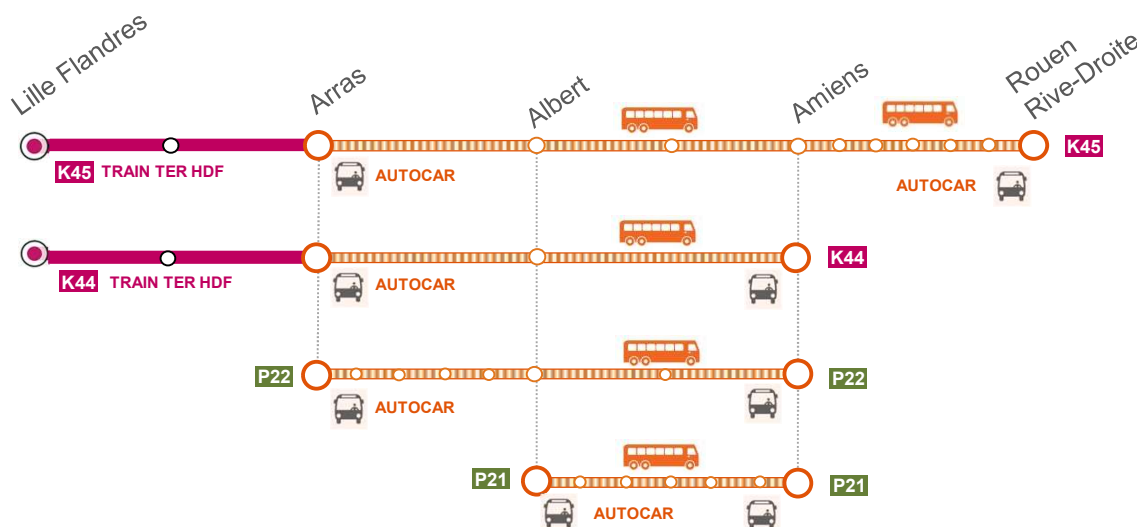 Lille Flandres
Arras
Albert
Amiens
Rouen
Rive-Droite
K45 TRAIN TER HDF
AUTOCAR
AUTOCAR
K45
K44 TRAIN TER HDF
AUTOCAR
K44
P22
AUTOCAR
P22
P21
AUTOCAR
P21